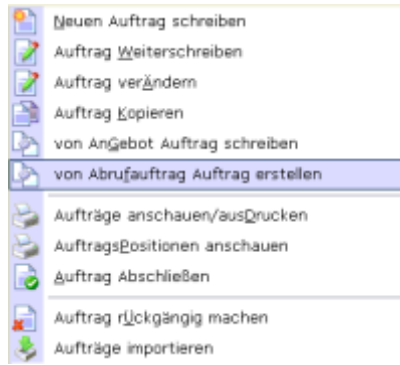 Neuen Auftrag schreiben
Auftrag Weiterschreiben
Auftrag verÄndern
Auftrag Kopieren
von AnGebot Auftrag schreiben
von Abrufauftrag Auftrag erstellen
Aufträge anschauen/ausDrucken
AuftragsPositionen anschauen
Auftrag Abschließen
Auftrag rÜckgängig machen
Aufträge importieren